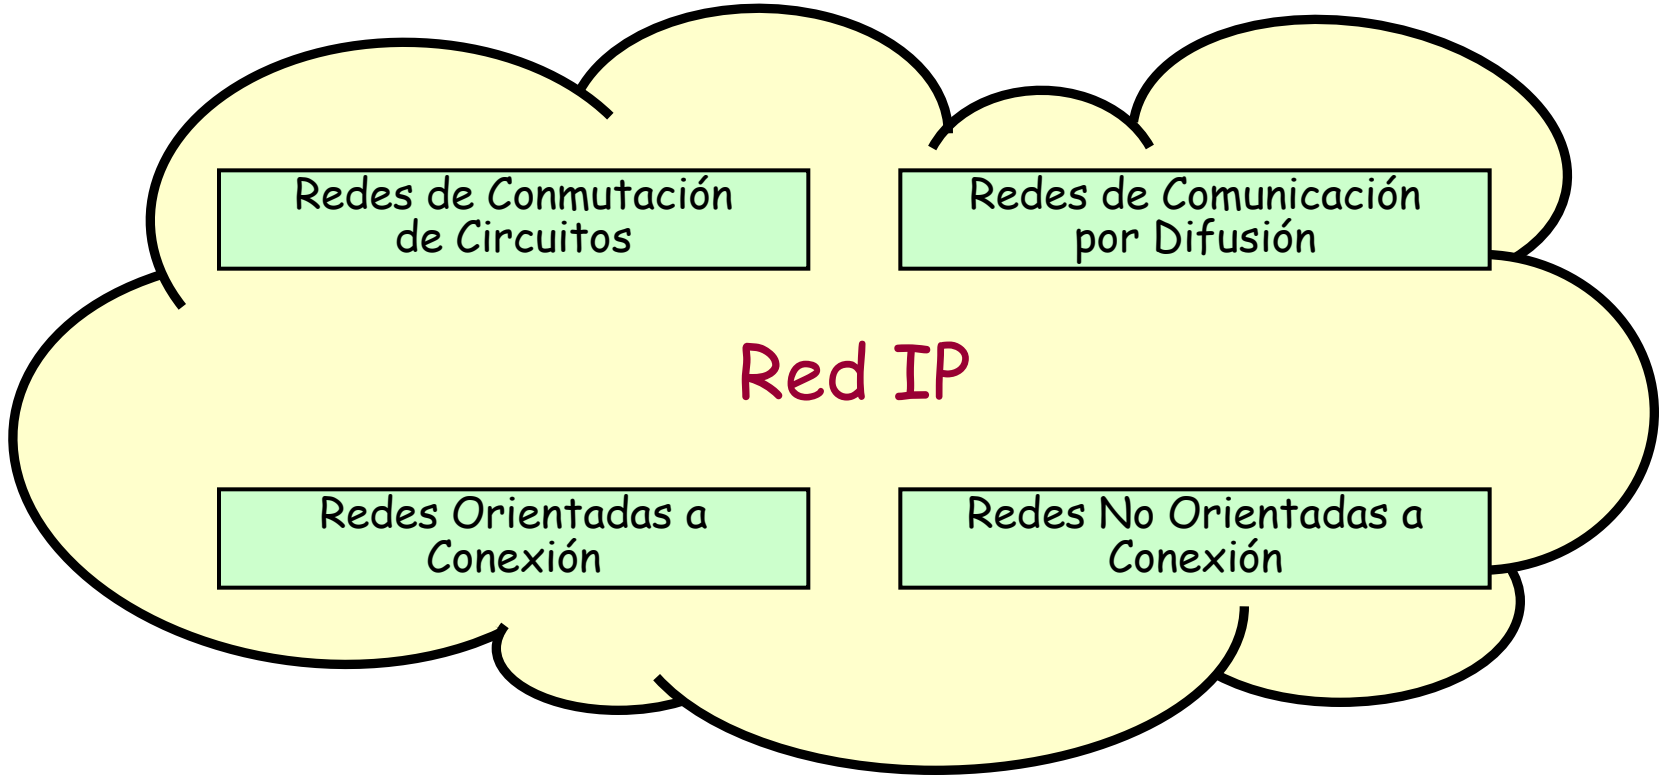 Redes de Conmutación
de Circuitos
Redes de Comunicación
por Difusión
Red IP
Redes Orientadas a
Conexión
Redes No Orientadas a
Conexión